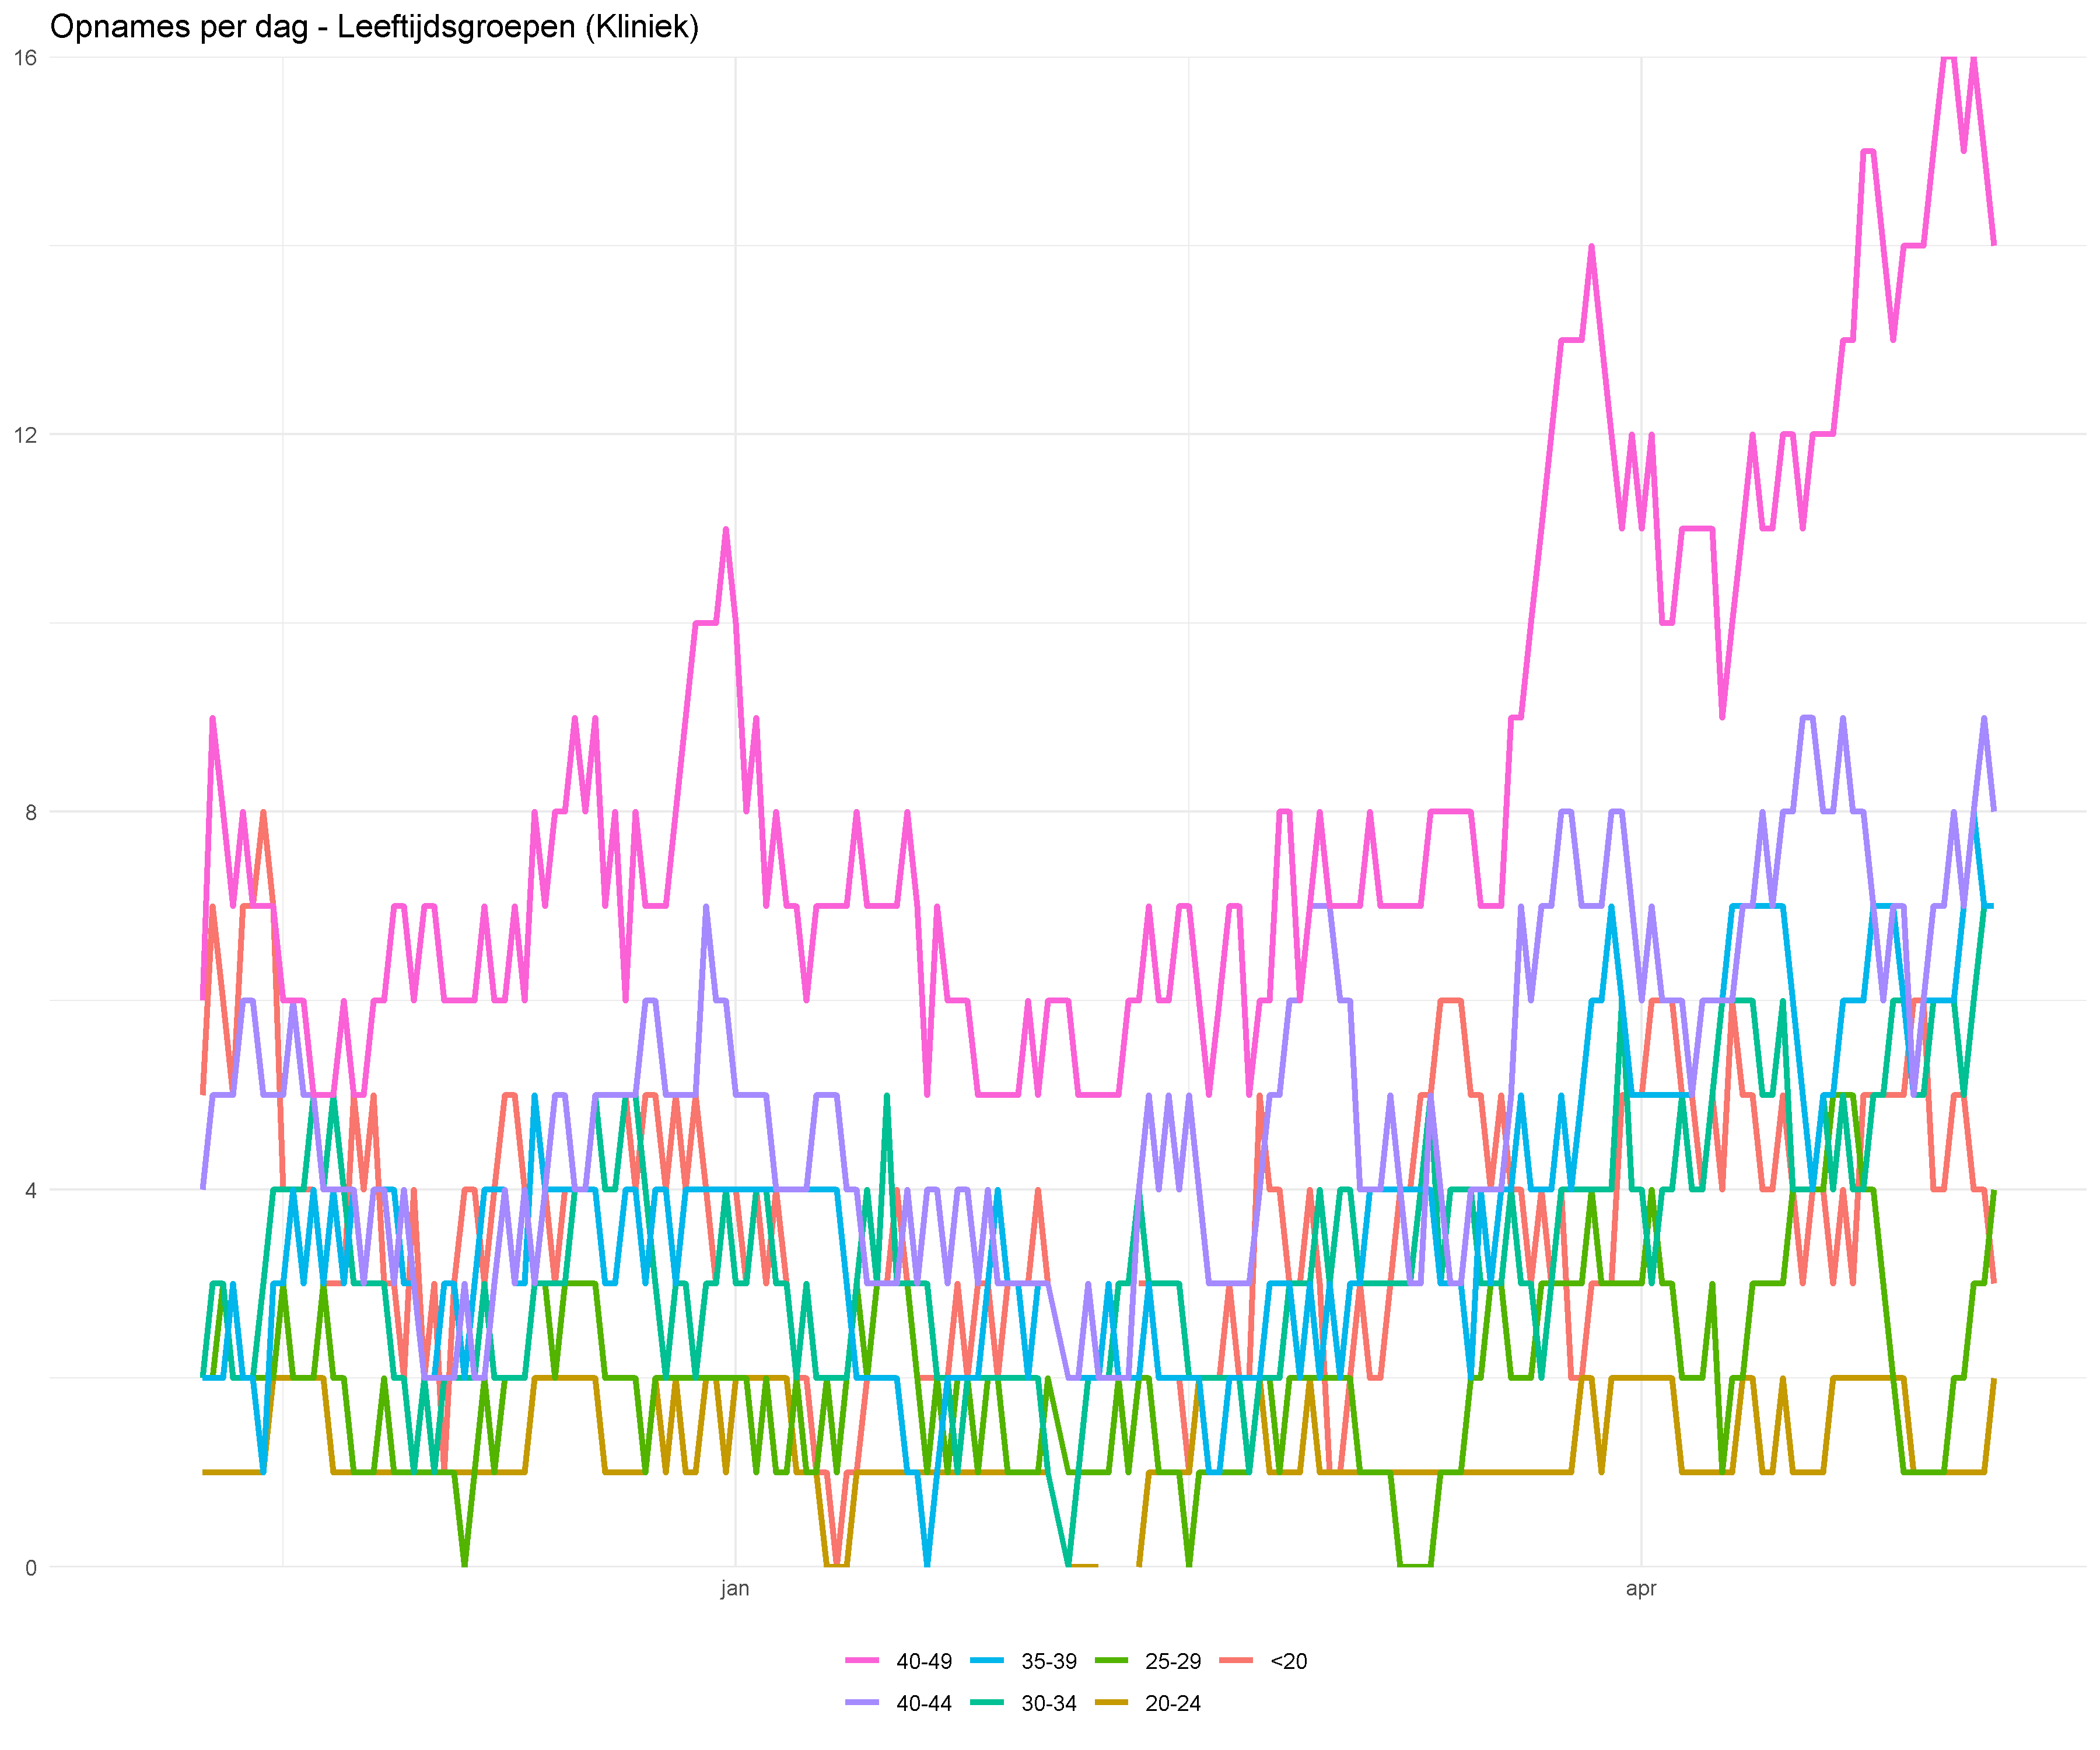 Opnames per dag - Leeftijdsgroepen (Kliniek)
16
12
8
4
0
jan apr
40-49 35-39 25-29 <20
40-44 30-34 20-24